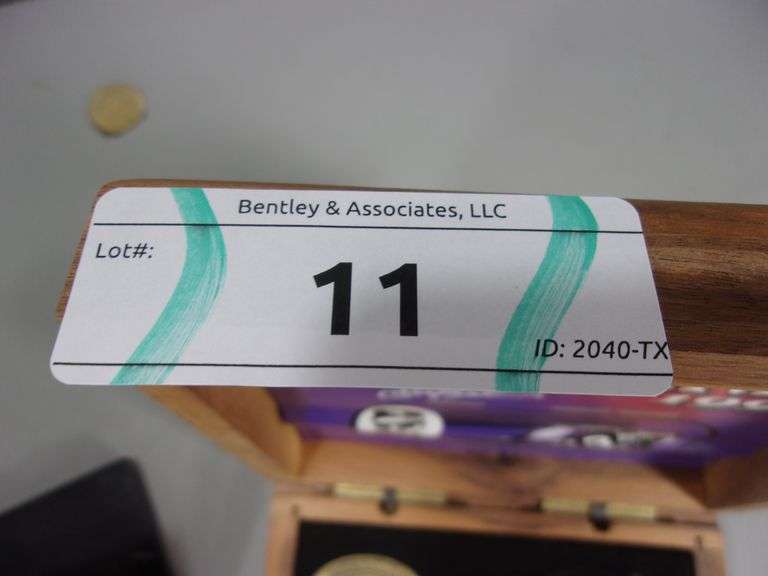 Bentley & Associates, LLC
Lot#:
11
ID: 2040-TX